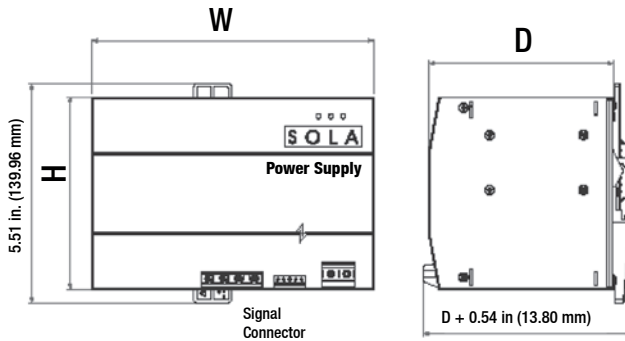 W
D
H
5.51 in. (139.96 mm)
SOLA
Power Supply
Signal
Connector
D + 0.54 in (13.80 mm)